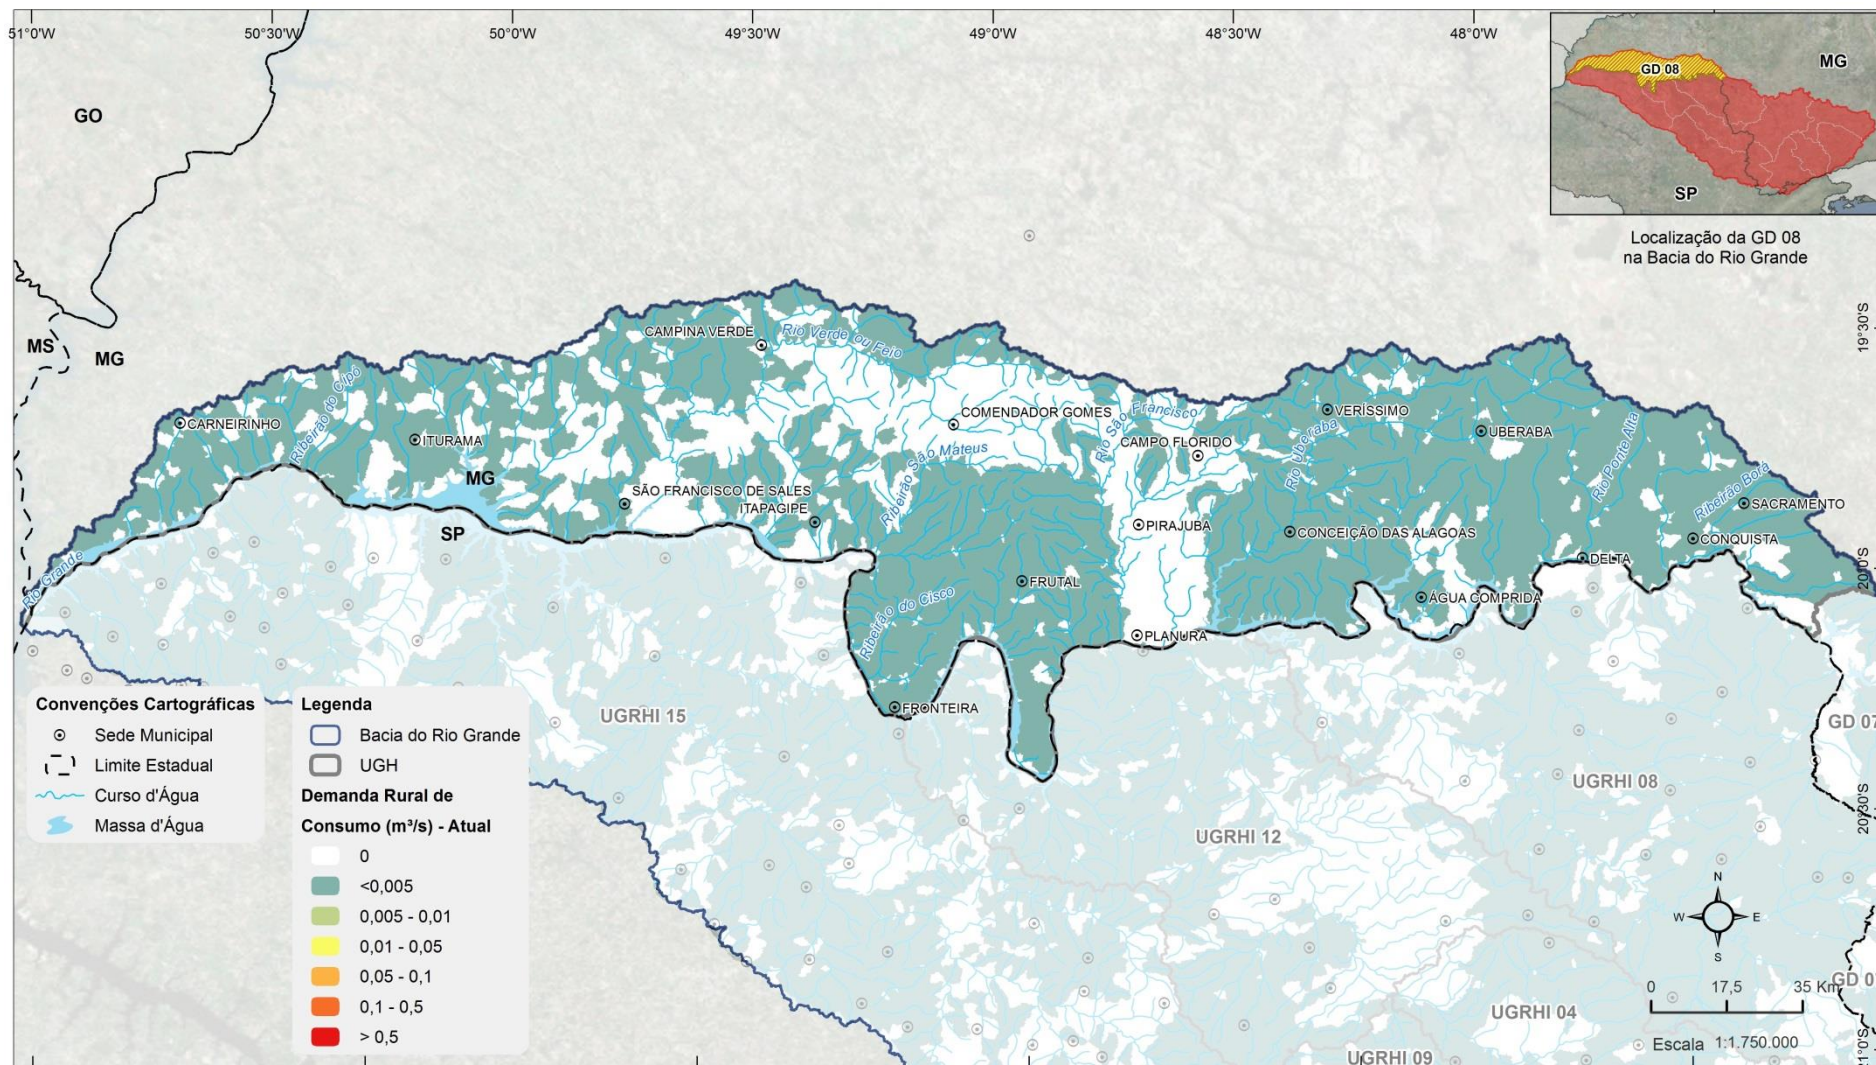 51°0'W
50°30'W
50°0'W
49°30'W
49°0'W
48°30'W
48°0'W
GO
MS
MG
MG
SP
GD 08
MG
SP
Localização da GD 08
na Bacia do Rio Grande
19°30'S
20°0'S
20°30'S
21°0'S
CAMPINA VERDE
Rio Verde ou Feio
CARNEIRINHO
Ribeirão do Cipó
ITURAMA
COMENDADOR GOMES
Rio São Francisco
CAMPO FLORIDO
VERÍSSIMO
Rio Uberaba
UBERABA
Rio Ponte Alta
Ribeirão Borá
SACRAMENTO
Ribeirão São Mateus
SÃO FRANCISCO DE SALES
ITAPAGIPE
PIRAJUBA
CONCEIÇÃO DAS ALAGOAS
CONQUISTA
DELTA
Rio Grande
FRUTAL
Ribeirão do Cisco
ÁGUA COMPRIDA
PLANURA
FRONTEIRA
UGRHI 15
UGRHI 12
UGRHI 08
UGRHI 04
UGRHI 09
GD 07
GD 0
Convenções Cartográficas
Sede Municipal
Limite Estadual
Curso d'Água
Massa d'Água
Legenda
Bacia do Rio Grande
UGH
Demanda Rural de
Consumo (m³/s) - Atual
0
<0,005
0,005 - 0,01
0,01 - 0,05
0,05 - 0,1
0,1 - 0,5
> 0,5
N
W
E
S
0
17,5
35 Km
Escala 1:1.750.000